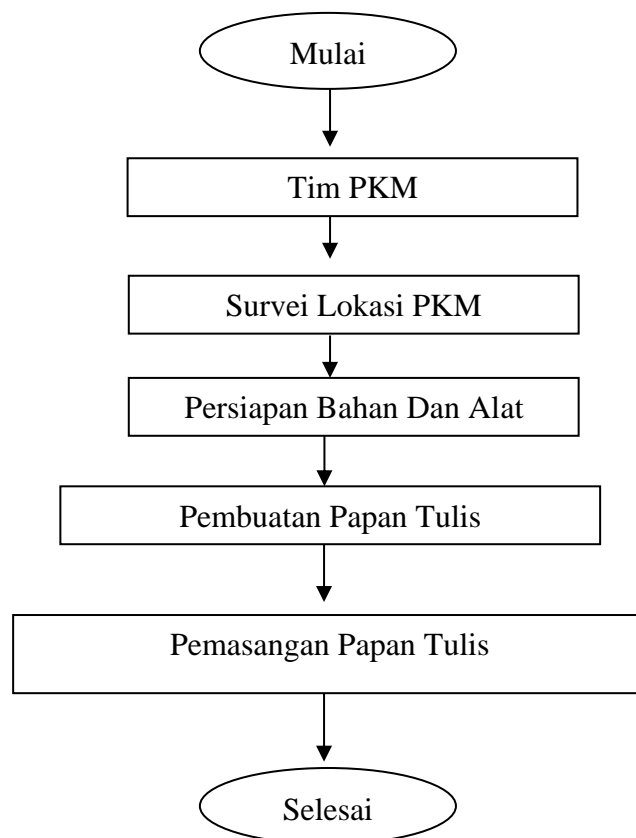 Mulai
Tim PKM
Survei Lokasi PKM
Persiapan Bahan Dan Alat
Pembuatan Papan Tulis
Pemasangan Papan Tulis
Selesai